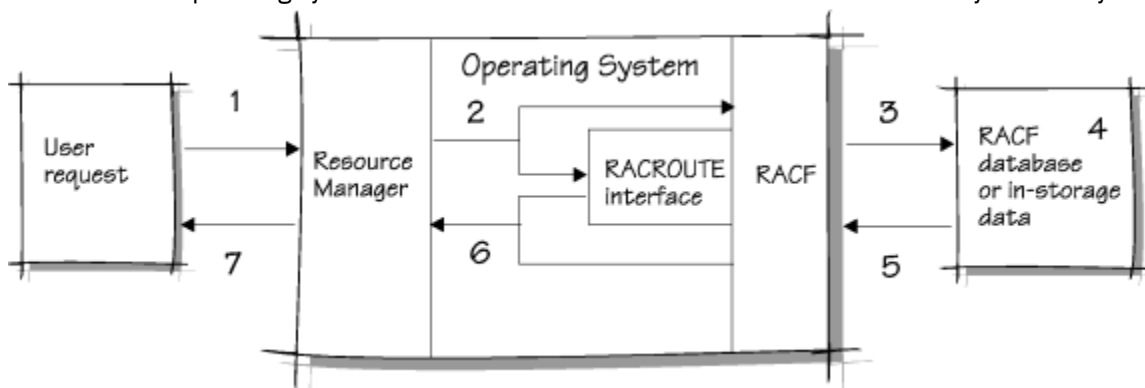 Operating System
1
2
3
4
User
request
Resource
Manager
RACROUTE
interface
RACF
RACF
database
or in-storage
data
7
6
5